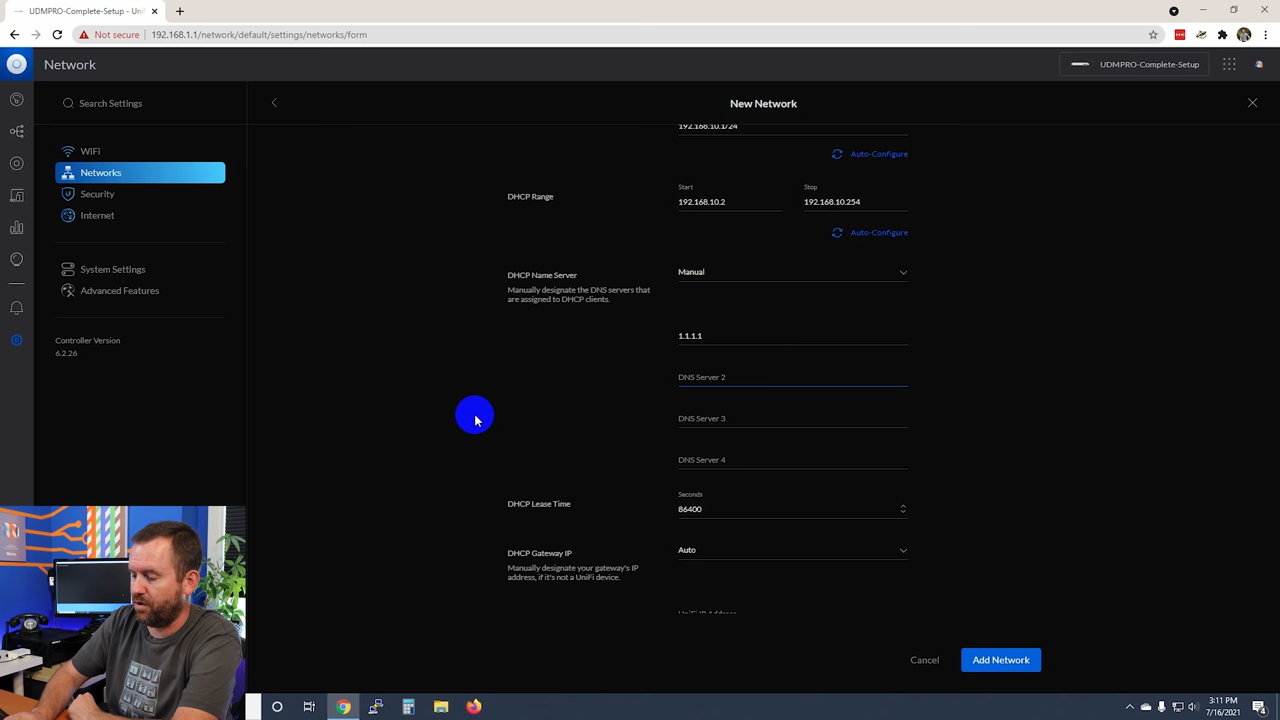 UDMPRO-Complete-Setup - Uni
Not secure
192.168.1.1/network/default/settings/networks/form
Network
UDMPRO-Complete-Setup
Search Settings
New Network
WiFi
Networks
Security
Internet
System Settings
Advanced Features
Controller Version
6.2.26
192.168.10.1/24
Auto-Configure
DHCP Range
Start
Stop
192.168.10.2
192.168.10.254
Auto-Configure
DHCP Name Server
Manual
Manually designate the DNS servers that
are assigned to DHCP clients.
1.1.1.1
DNS Server 2
DNS Server 3
DNS Server 4
DHCP Lease Time
Seconds
86400
DHCP Gateway IP
Auto
Manually designate your gateway's IP
address, if it's not a UniFi device.
UniFi IP Address
Cancel
Add Network
3:11 PM
7/16/2021